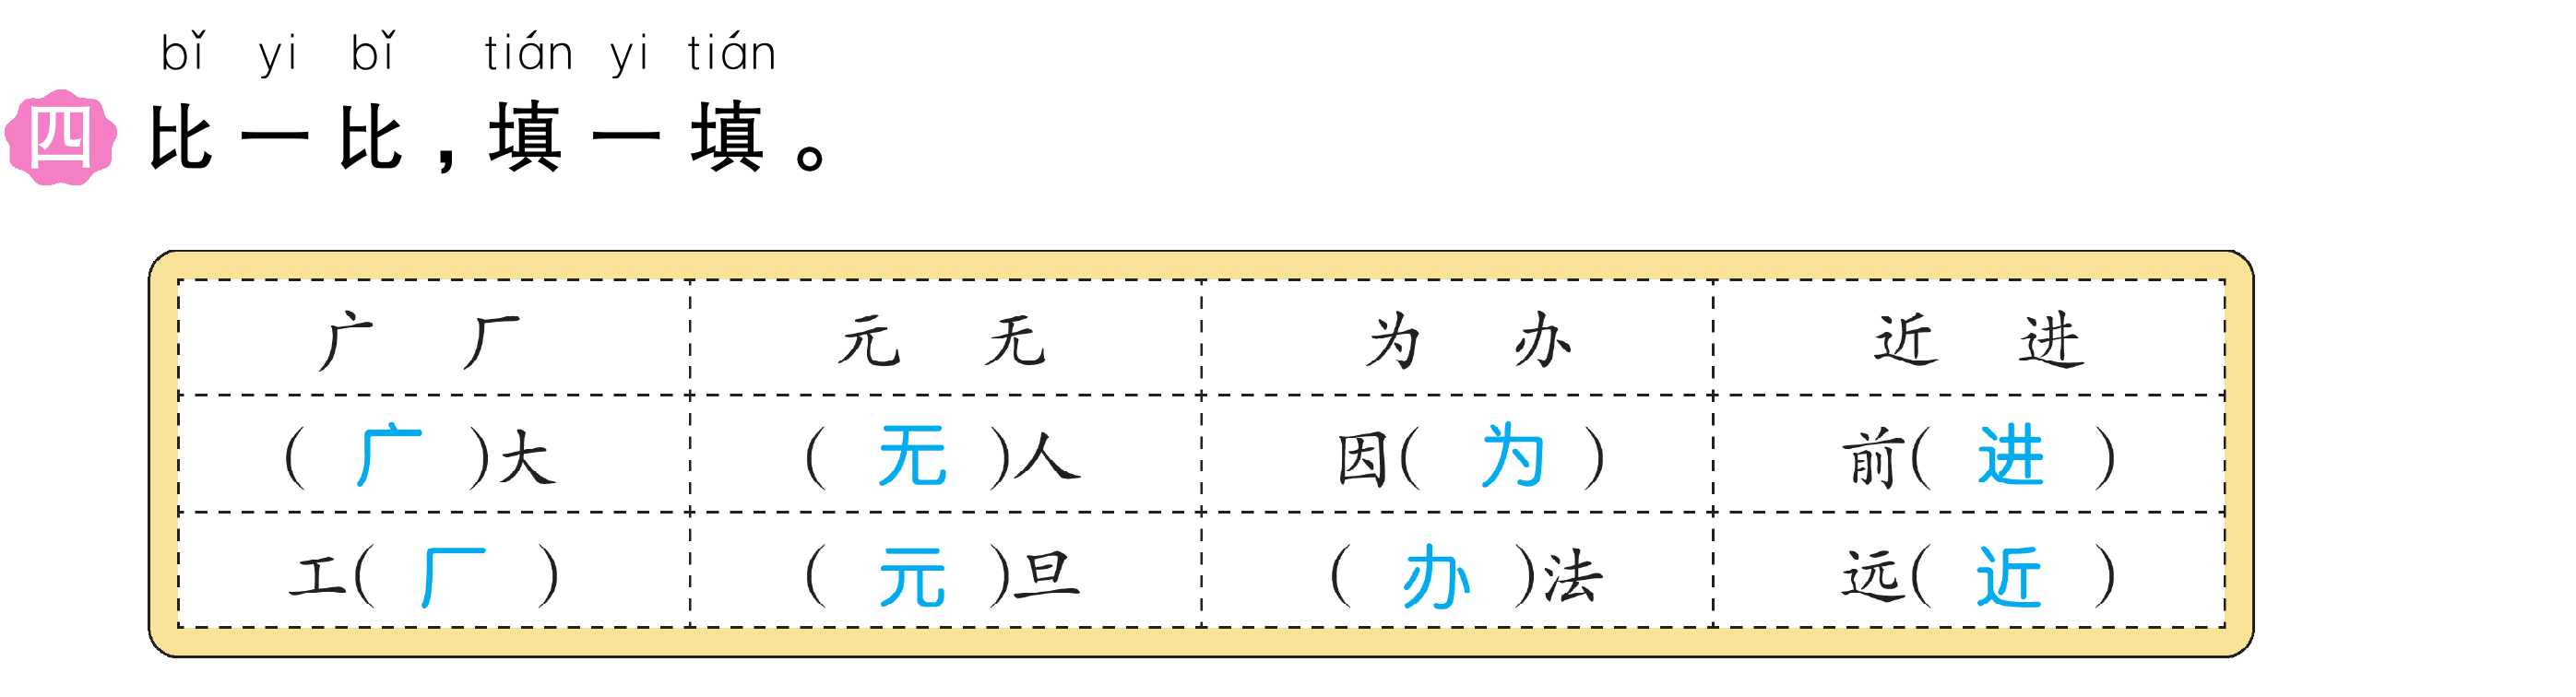 bǐ yi bǐ tián yi tián
四 比一比,填一填。
广 厂 元 无 为 办 近 进
( 广 )大 ( 无 )人 因( 为 ) 前( 进 )
工( 厂 ) ( 元 )旦 ( 办 )法 远( 近 )